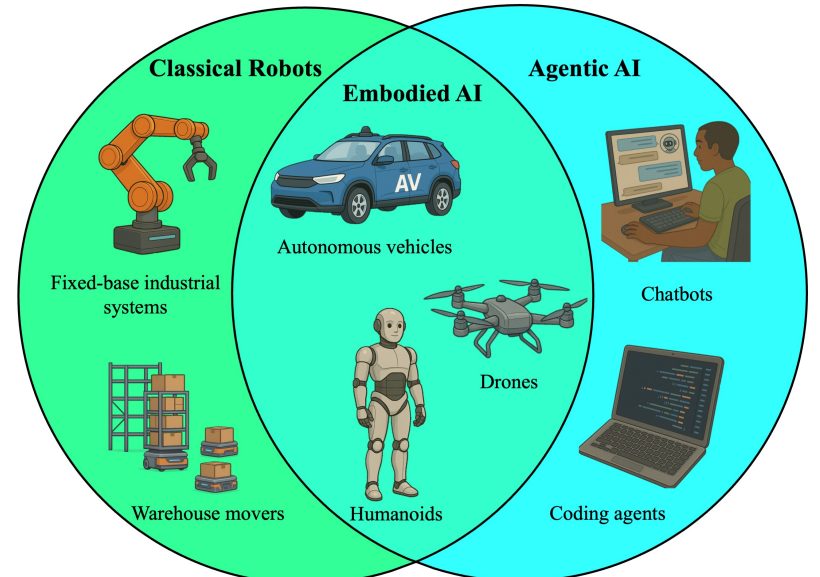 Classical Robots
Embodied AI
Agentic AI
AV
Autonomous vehicles
Fixed-base industrial
systems
Chatbots
Drones
Warehouse movers
Humanoids
Coding agents